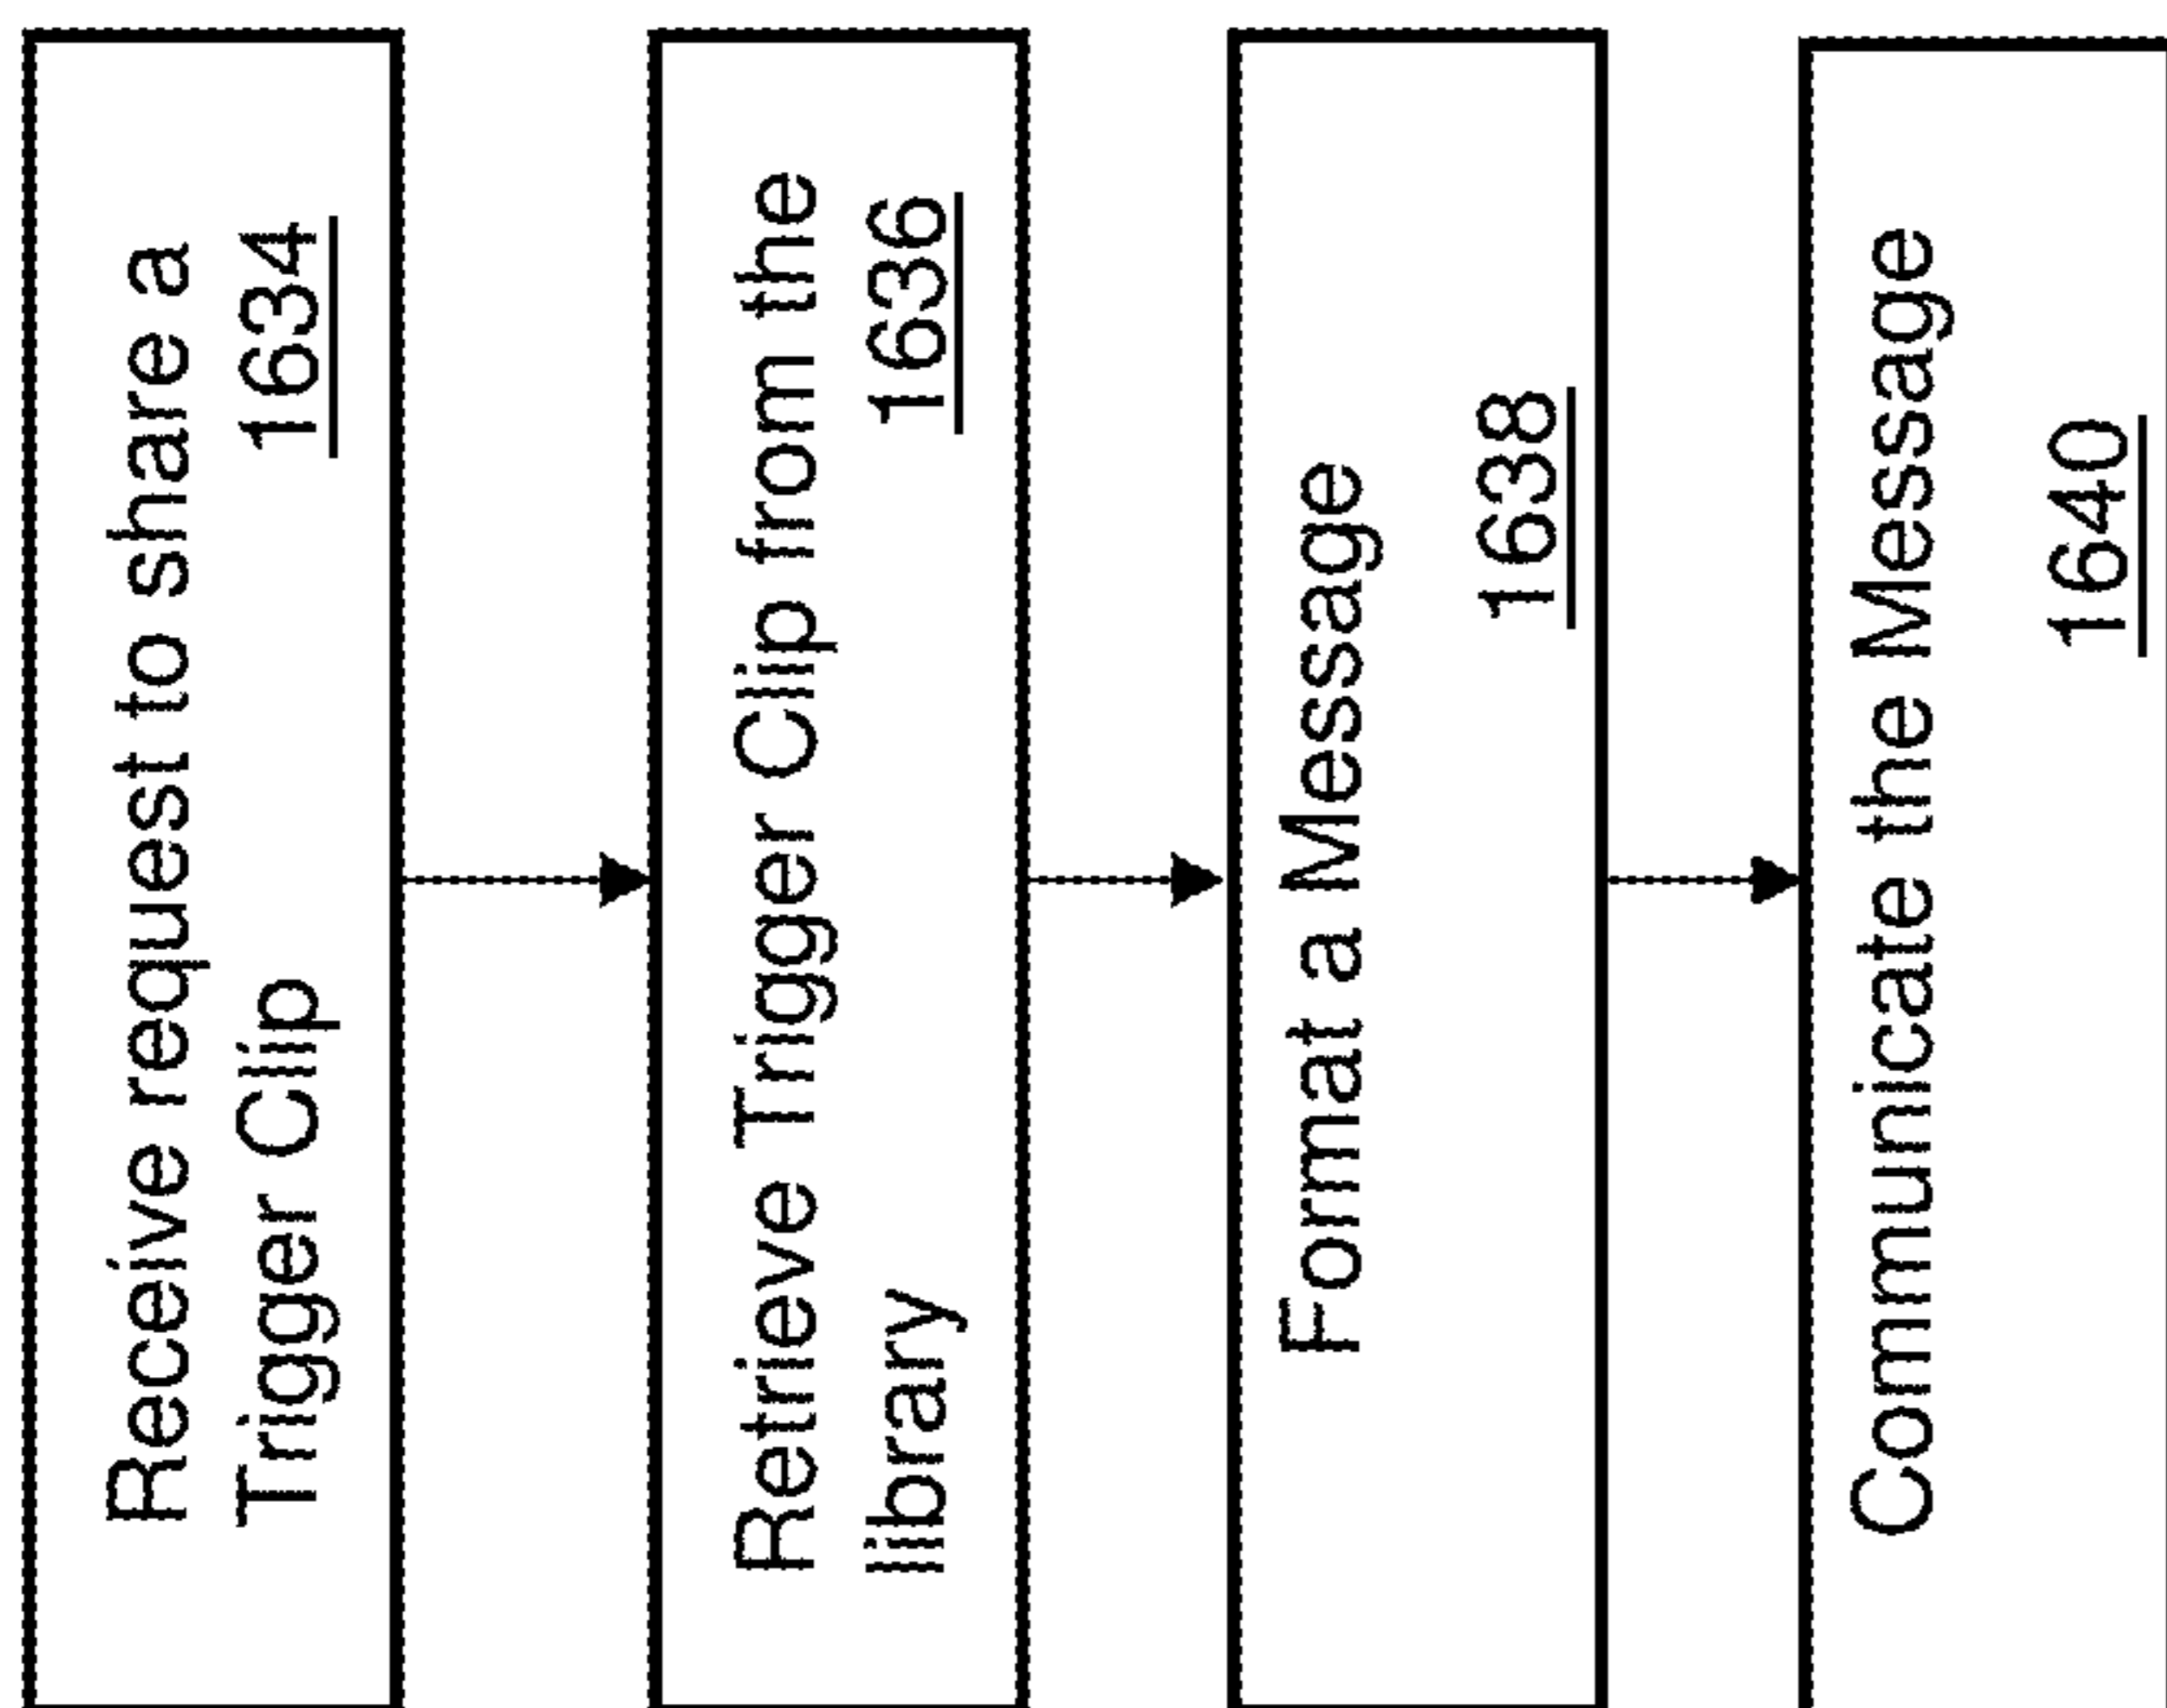 Receive request to share a
Trigger Clip 1634
Retrieve Trigger Clip from the
library 1636
Format a Message
1638
Communicate the Message
1640